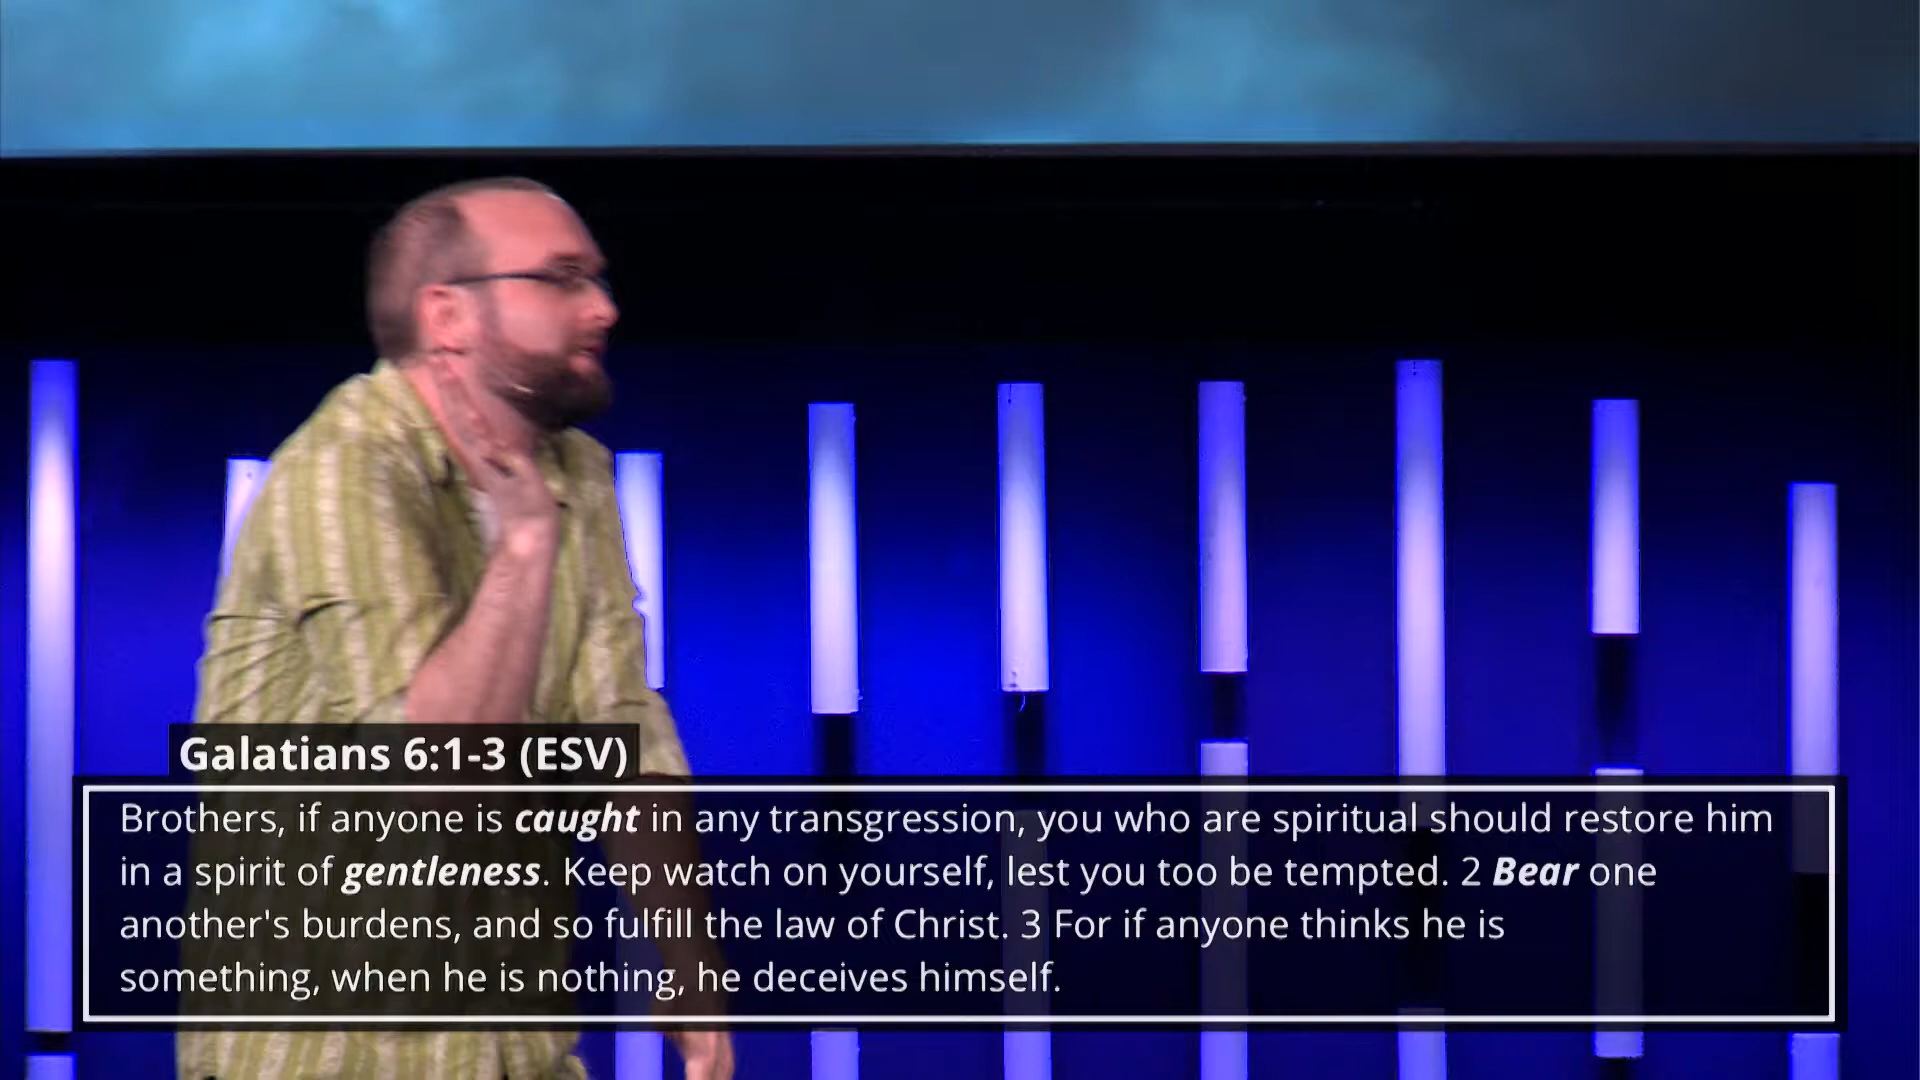 Galatians 6:1-3 (ESV)
Brothers, if anyone is caught in any transgression, you who are spiritual should restore him
in a spirit of gentleness. Keep watch on yourself, lest you too be tempted. 2 Bear one
another's burdens, and so fulfill the law of Christ. 3 For if anyone thinks he is
something, when he is nothing, he deceives himself.